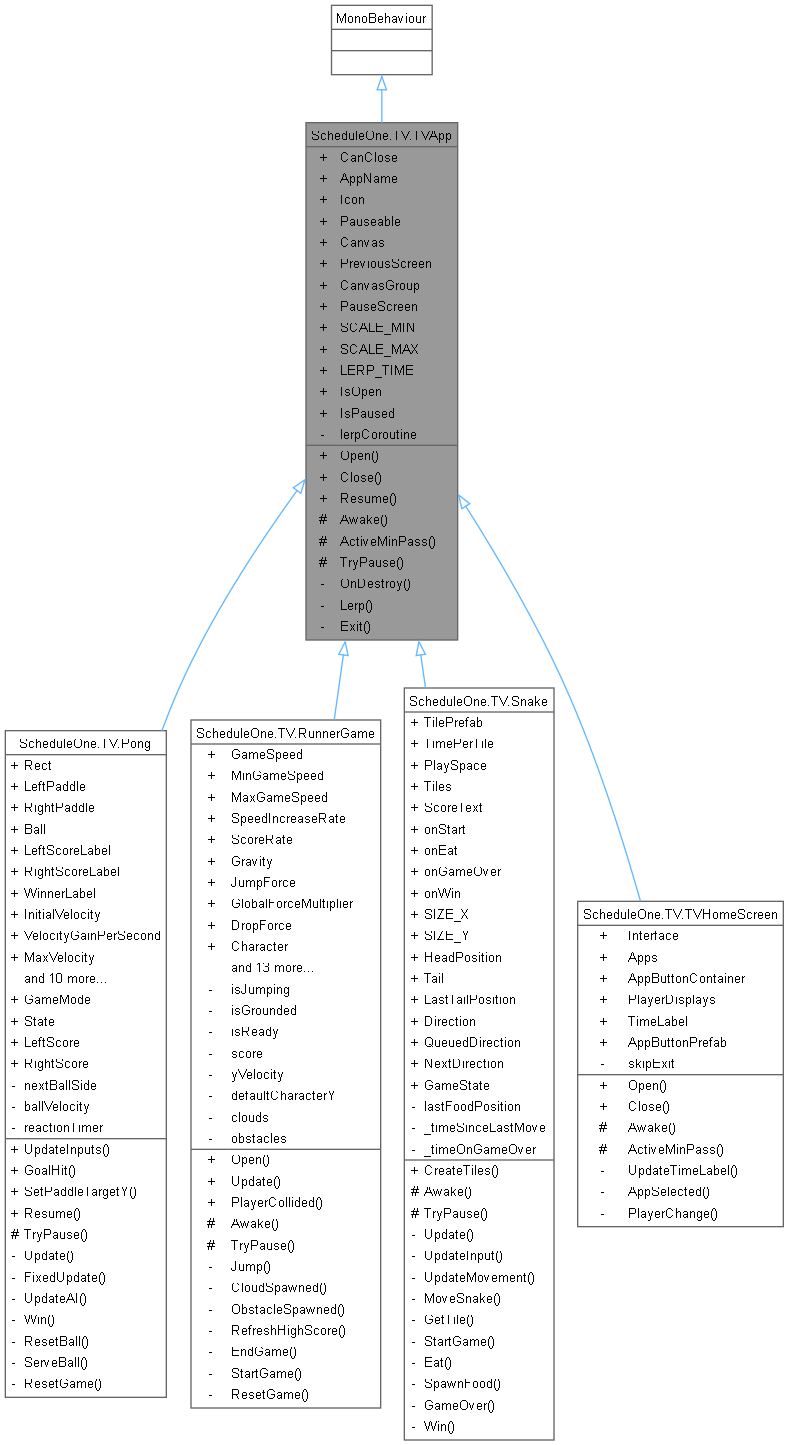 MonoBehaviour
ScheduleOne.TV.TVApp
+ CanClose
+ AppName
+ Icon
+ Pauseable
+ Canvas
+ PreviousScreen
+ CanvasGroup
+ PauseScreen
+ SCALE_MIN
+ SCALE_MAX
+ LERP_TIME
+ IsOpen
+ IsPaused
- lerpCoroutine
+ Open()
+ Close()
+ Resume()
# Awake()
# ActiveMinPass()
# TryPause()
- OnDestroy()
- Lerp()
- Exit()
ScheduleOne.TV.Pong
+ Rect
+ LeftPaddle
+ RightPaddle
+ Ball
+ LeftScoreLabel
+ RightScoreLabel
+ WinnerLabel
+ InitialVelocity
+ VelocityGainPerSecond
+ MaxVelocity
and 10 more...
+ GameMode
+ State
+ LeftScore
+ RightScore
- nextBallSide
- ballVelocity
- reactionTimer
+ UpdateInputs()
+ GoalHit()
+ SetPaddleTargetY()
+ Resume()
# TryPause()
- Update()
- FixedUpdate()
- UpdateAI()
- Win()
- ResetBall()
- ServeBall()
- ResetGame()
ScheduleOne.TV.RunnerGame
+ GameSpeed
+ MinGameSpeed
+ MaxGameSpeed
+ SpeedIncreaseRate
+ ScoreRate
+ Gravity
+ JumpForce
+ GlobalForceMultiplier
+ DropForce
+ Character
and 13 more...
- isJumping
- isGrounded
- isReady
- score
- yVelocity
- defaultCharacterY
- clouds
- obstacles
+ Open()
+ Update()
+ PlayerCollided()
# Awake()
# TryPause()
- Jump()
- CloudSpawned()
- ObstacleSpawned()
- RefreshHighScore()
- EndGame()
- StartGame()
- ResetGame()
ScheduleOne.TV.Snake
+ TilePrefab
+ TimePerTile
+ PlaySpace
+ Tiles
+ ScoreText
+ onStart
+ onEat
+ onGameOver
+ onWin
+ SIZE_X
+ SIZE_Y
+ HeadPosition
+ Tail
+ LastTailPosition
+ Direction
+ QueuedDirection
+ NextDirection
+ GameState
- lastFoodPosition
- _timeSinceLastMove
- _timeOnGameOver
+ CreateTiles()
# Awake()
# TryPause()
- Update()
- UpdateInput()
- UpdateMovement()
- MoveSnake()
- GetTile()
- StartGame()
- Eat()
- SpawnFood()
- GameOver()
- Win()
ScheduleOne.TV.TVHomeScreen
+ Interface
+ Apps
+ AppButtonContainer
+ PlayerDisplays
+ TimeLabel
+ AppButtonPrefab
- skipExit
+ Open()
+ Close()
# Awake()
# ActiveMinPass()
- UpdateTimeLabel()
- AppSelected()
- PlayerChange()